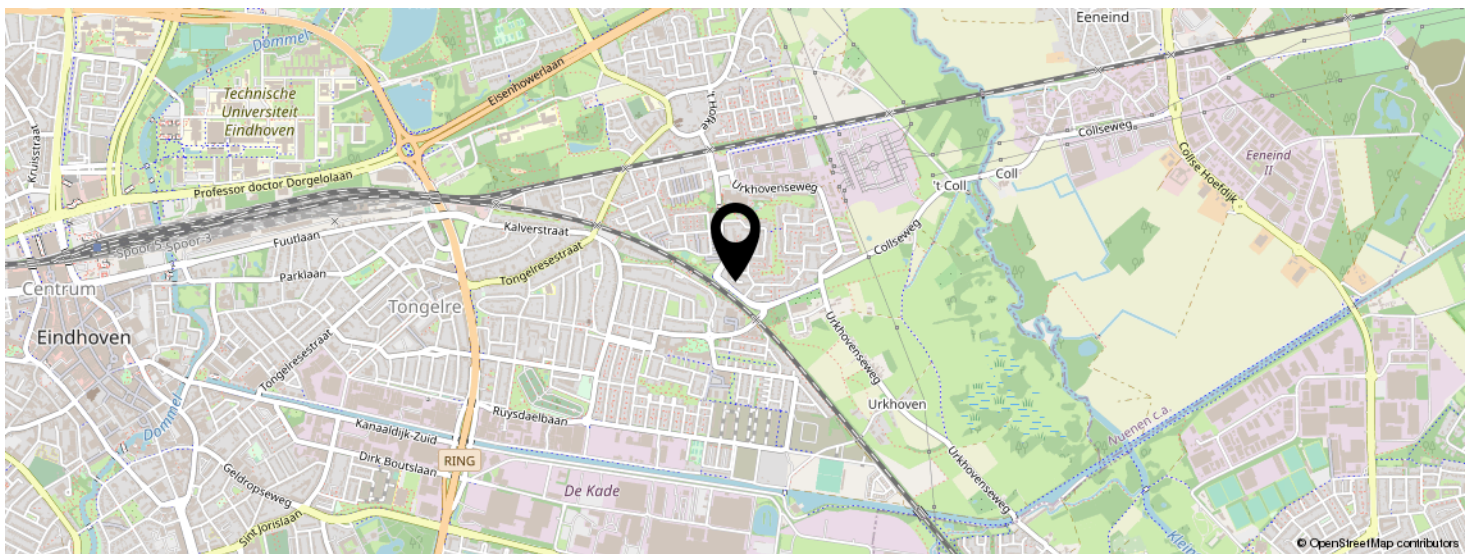 Eeneind
Dommel
Eisenhowerlaan
Technische
Universiteit
Eindhoven
't Hofke
Kruisstraat
Collseweg
Collse Hoefdijk
Eeneind
II
Professor doctor Dorgelolaan
Urkhovenseweg
't Coll
Coll
Kalverstraat
Spoor 5
Spoor 3
Fuutlaan
Collseweg
Tongelresestraat
Parklaan
Centrum
Tongelre
Eindhoven
Urkhovenseweg
Tongelresestraat
Urkhoven
Dommel
Ruysdaelbaan
Kanaaldijk-Zuid
Nuenen c.a.
Dirk Boutslaan
RING
Geldropseweg
De Kade
Urkhovenseweg
Sint Jorislaan
Klein
© OpenStreetMap contributors